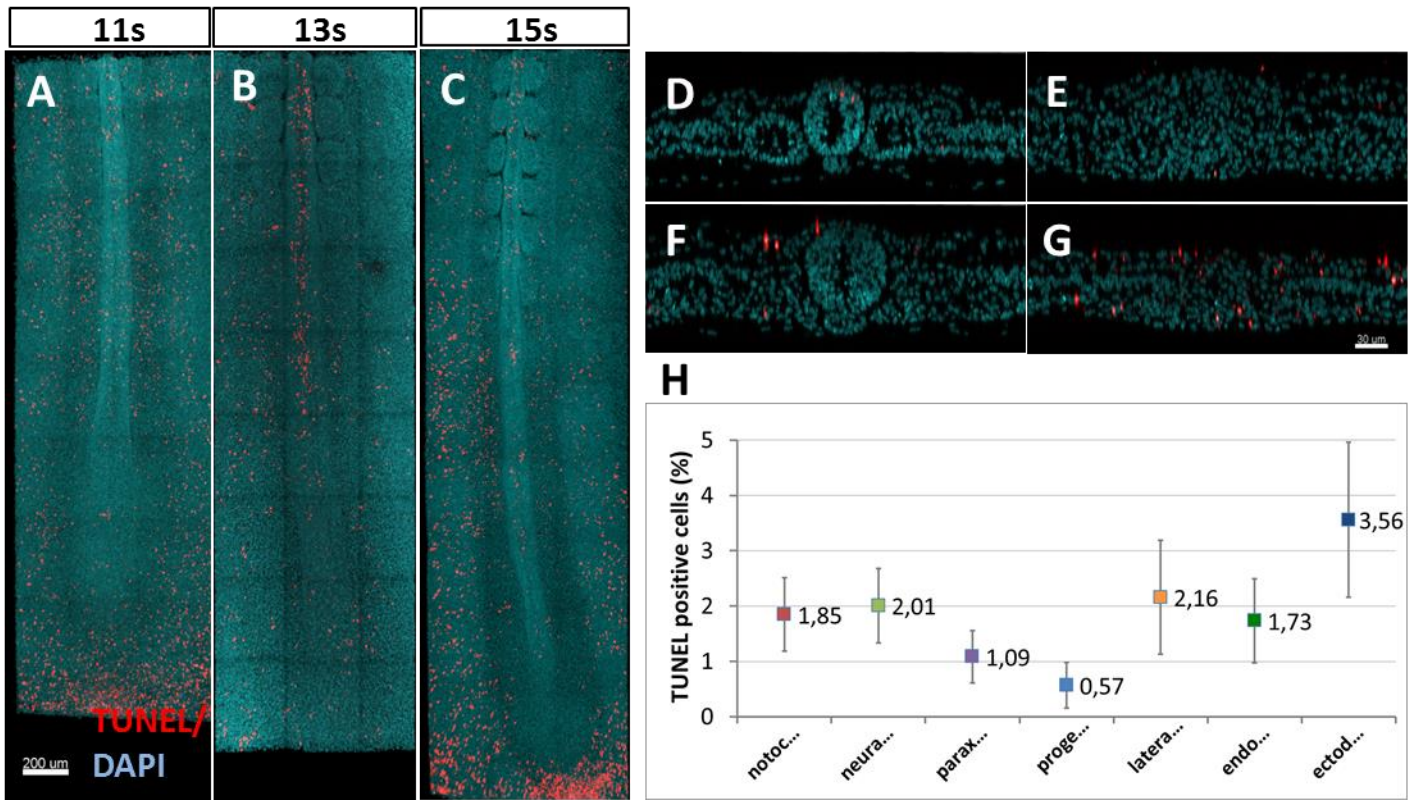 11s 13s 15s
A B C
D E
F G
TUNEL/
DAPI
200 um
30 um
H
TUNEL positive cells (%)
5
4
3
2
1
0
1,85
2,01
1,09
0,57
2,16
1,73
3,56
notoc...
neura...
parax...
proge...
latera...
endo...
ectod...